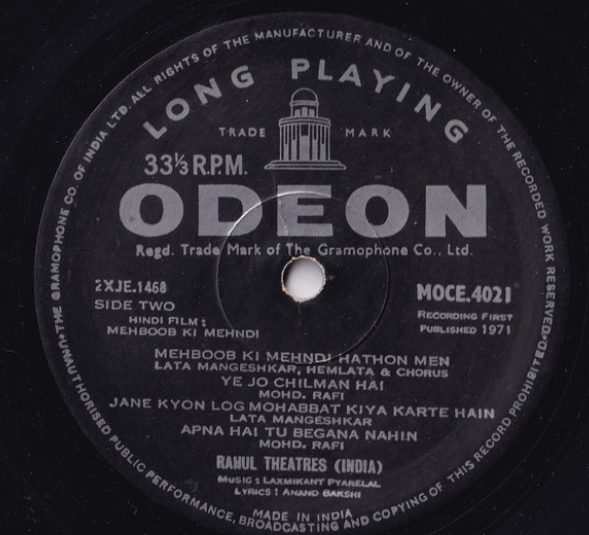 UNAUTHORISED PUBLIC PERFORMANCE, BROADCASTING AND COPYING OF THIS RECORD PROHIBITED•THE GRAMOPHONE CO. OF INDIA LTD. ALL RIGHTS OF THE MANUFACTURER AND OF THE OWNER OF THE RECORDED WORK RESERVED•
LONG PLAYING
TRADE MARK
33⅓ R.P.M.
ODEON
Regd. Trade Mark of The Gramophone Co., Ltd.
2XJE.1468
SIDE TWO
HINDI FILM:
MEHBOOB KI MEHNDI
MOCE.4021
RECORDING FIRST
PUBLISHED 1971
MEHBOOB KI MEHNDI HATHON MEN
LATA MANGESHKAR, HEMLATA & CHORUS
YE JO CHILMAN HAI
MOHD. RAFI
JANE KYON LOG MOHABBAT KIYA KARTE HAIN
LATA MANGESHKAR
APNA HAI TU BEGANA NAHIN
MOHD. RAFI
RAHUL THEATRES (INDIA)
MUSIC: LAXMIKANT PYARELAL
LYRICS: ANAND BAKSHI
MADE IN INDIA